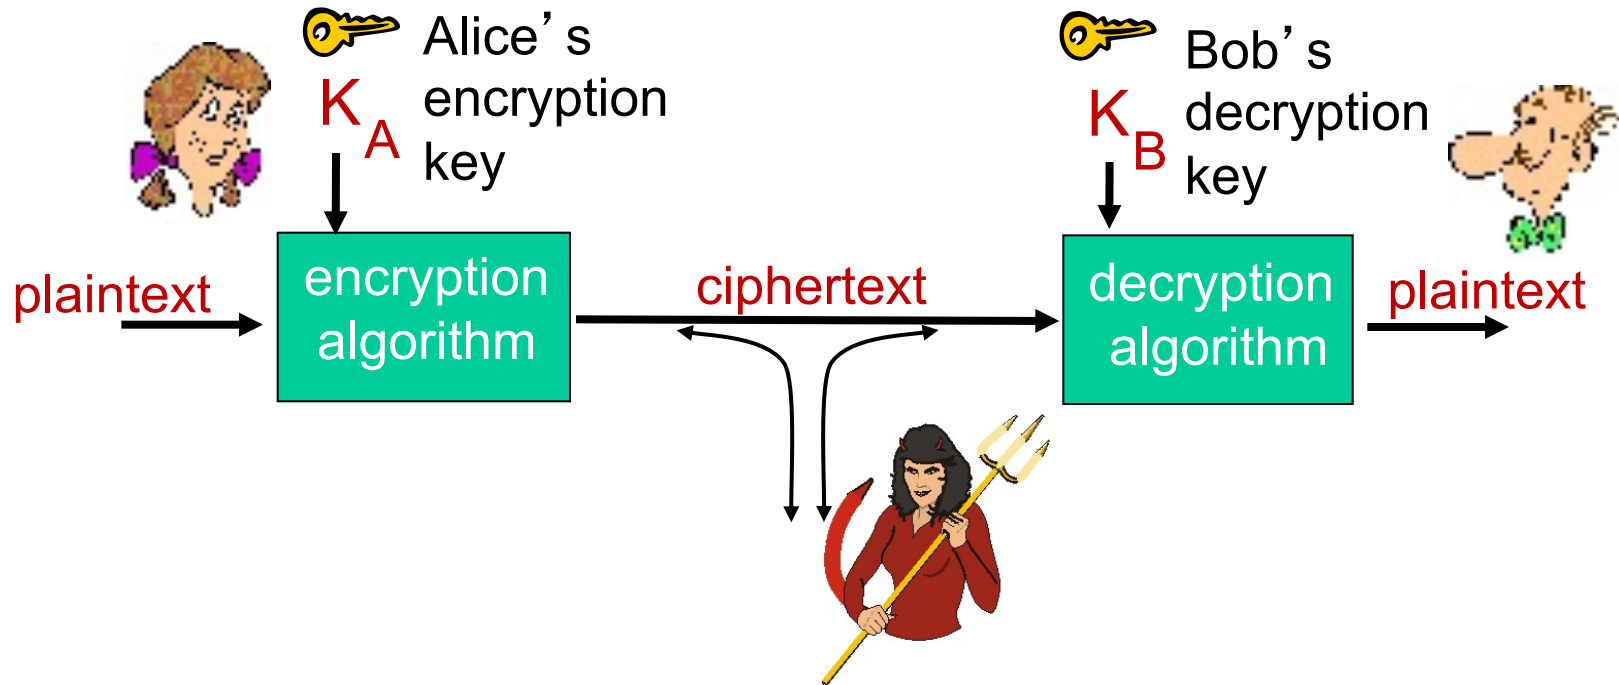 Alice’s
encryption
key
K
A
Bob’s
decryption
key
K
B
plaintext
encryption
algorithm
ciphertext
decryption
algorithm
plaintext